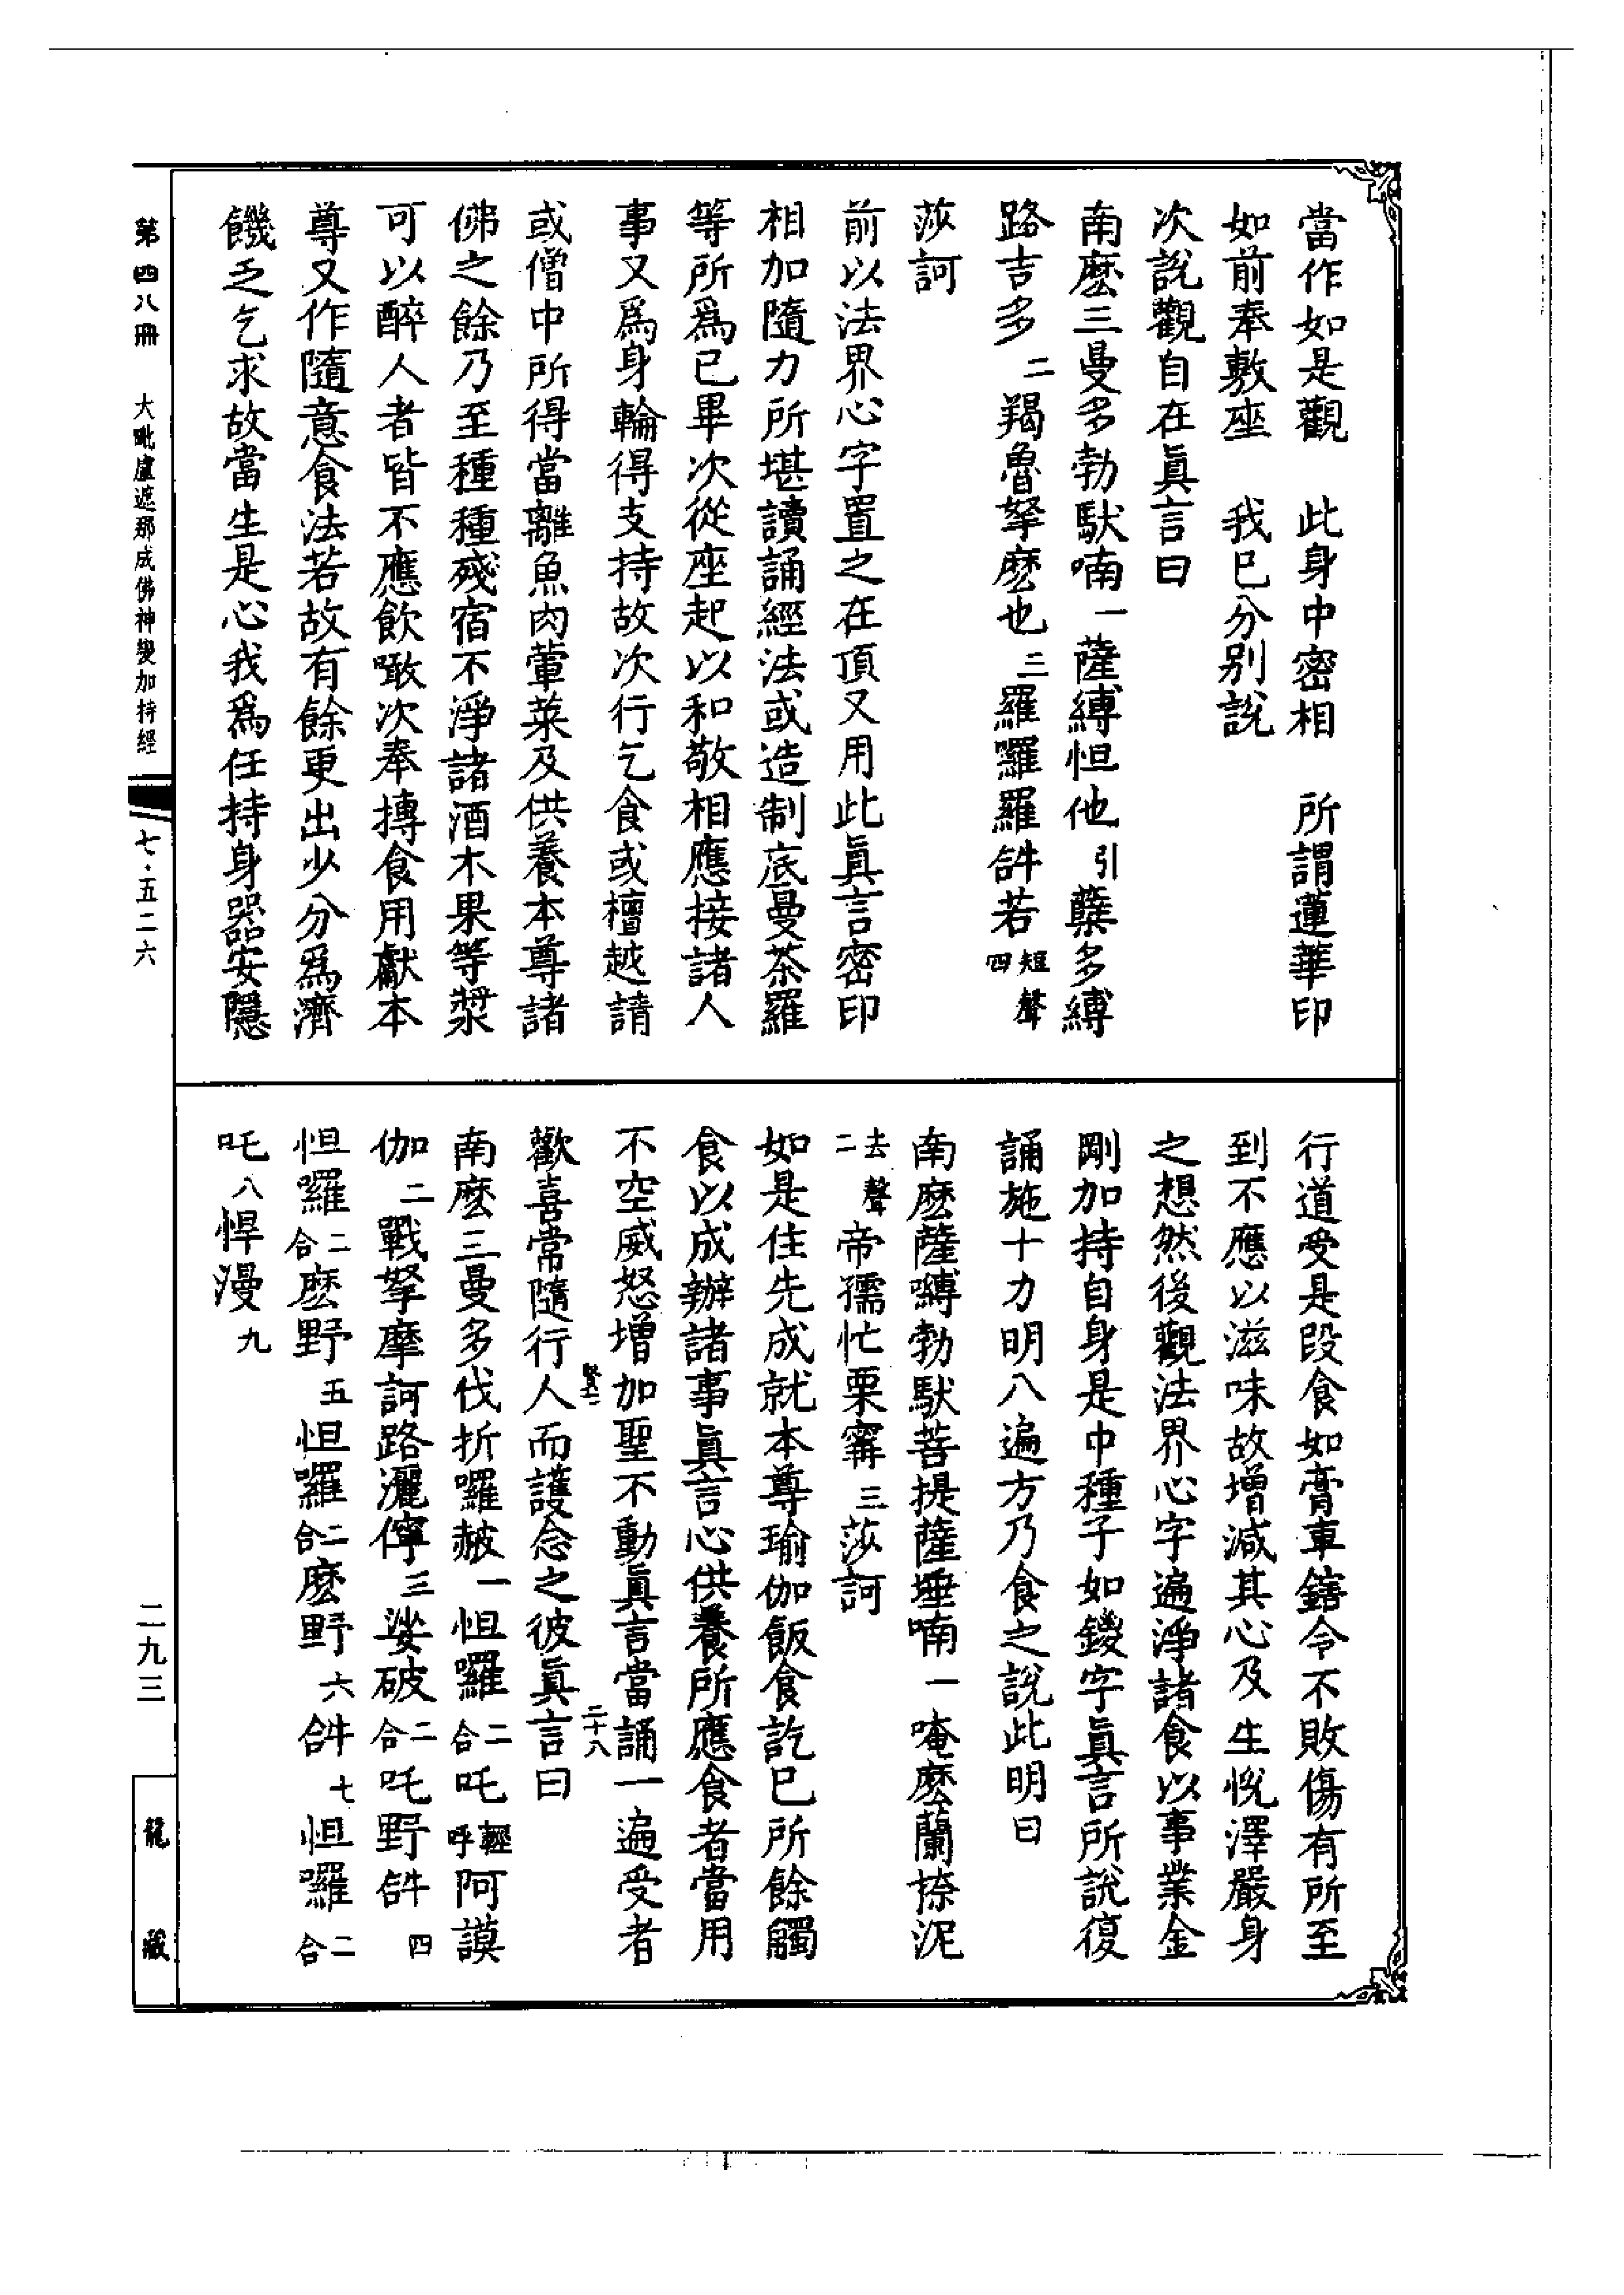 當作如是觀　此身中密相　所謂蓮華印
如前奉敷座　我已分别說
次說觀自在眞言曰
南麽三曼多勃馱喃一薩縛怛他引蘖多縛
路吉多二羯魯拏麽也三羅囉羅𤙖若短聲四
莎訶
前以法界心字置之在頂又用此眞言密印
相加隨力所堪讀誦經法或造制底曼茶羅
等所爲已畢次從座起以和敬相應接諸人
事又爲身輪得支持故次行乞食或檀越請
或僧中所得當離魚肉葷菜及供養本尊諸
佛之餘乃至種種殘宿不淨諸酒木果等漿
可以醉人者皆不應飲噉次奉摶食用獻本
尊又作隨意食法若故有餘更出少分爲濟
饑乏乞求故當生是心我爲任持身器安隱
行道受是段食如膏車鎋令不敗傷有所至
到不應以滋味故增減其心及生悅澤嚴身
之想然後觀法界心字遍淨諸食以事業金
剛加持自身是中種子如鑁字眞言所說復
誦施十力明八遍方乃食之說此明曰
南麽薩嚩勃馱菩提薩埵喃一唵麽蘭捺泥
去聲二帝孺忙栗寗三莎訶
如是住先成就本尊瑜伽飯食訖已所餘觸
食以成辦諸事眞言心供養所應食者當用
不空威怒增加聖不動眞言當誦一遍受者
歡喜常隨行人而護念之彼眞言曰
南麽三曼多伐折囉赧一怛囉二合吒輕呼阿謨
伽二戰拏摩訶路灑儜三娑破二合吒野𤙖四
怛囉二合麽野五怛囉二合麽野六𤙖七怛囉二合
吒八悍漫九
賢二
二十八
第四八冊　大毗盧遮那成佛神變加持經
七·五二六
二九三
龍藏